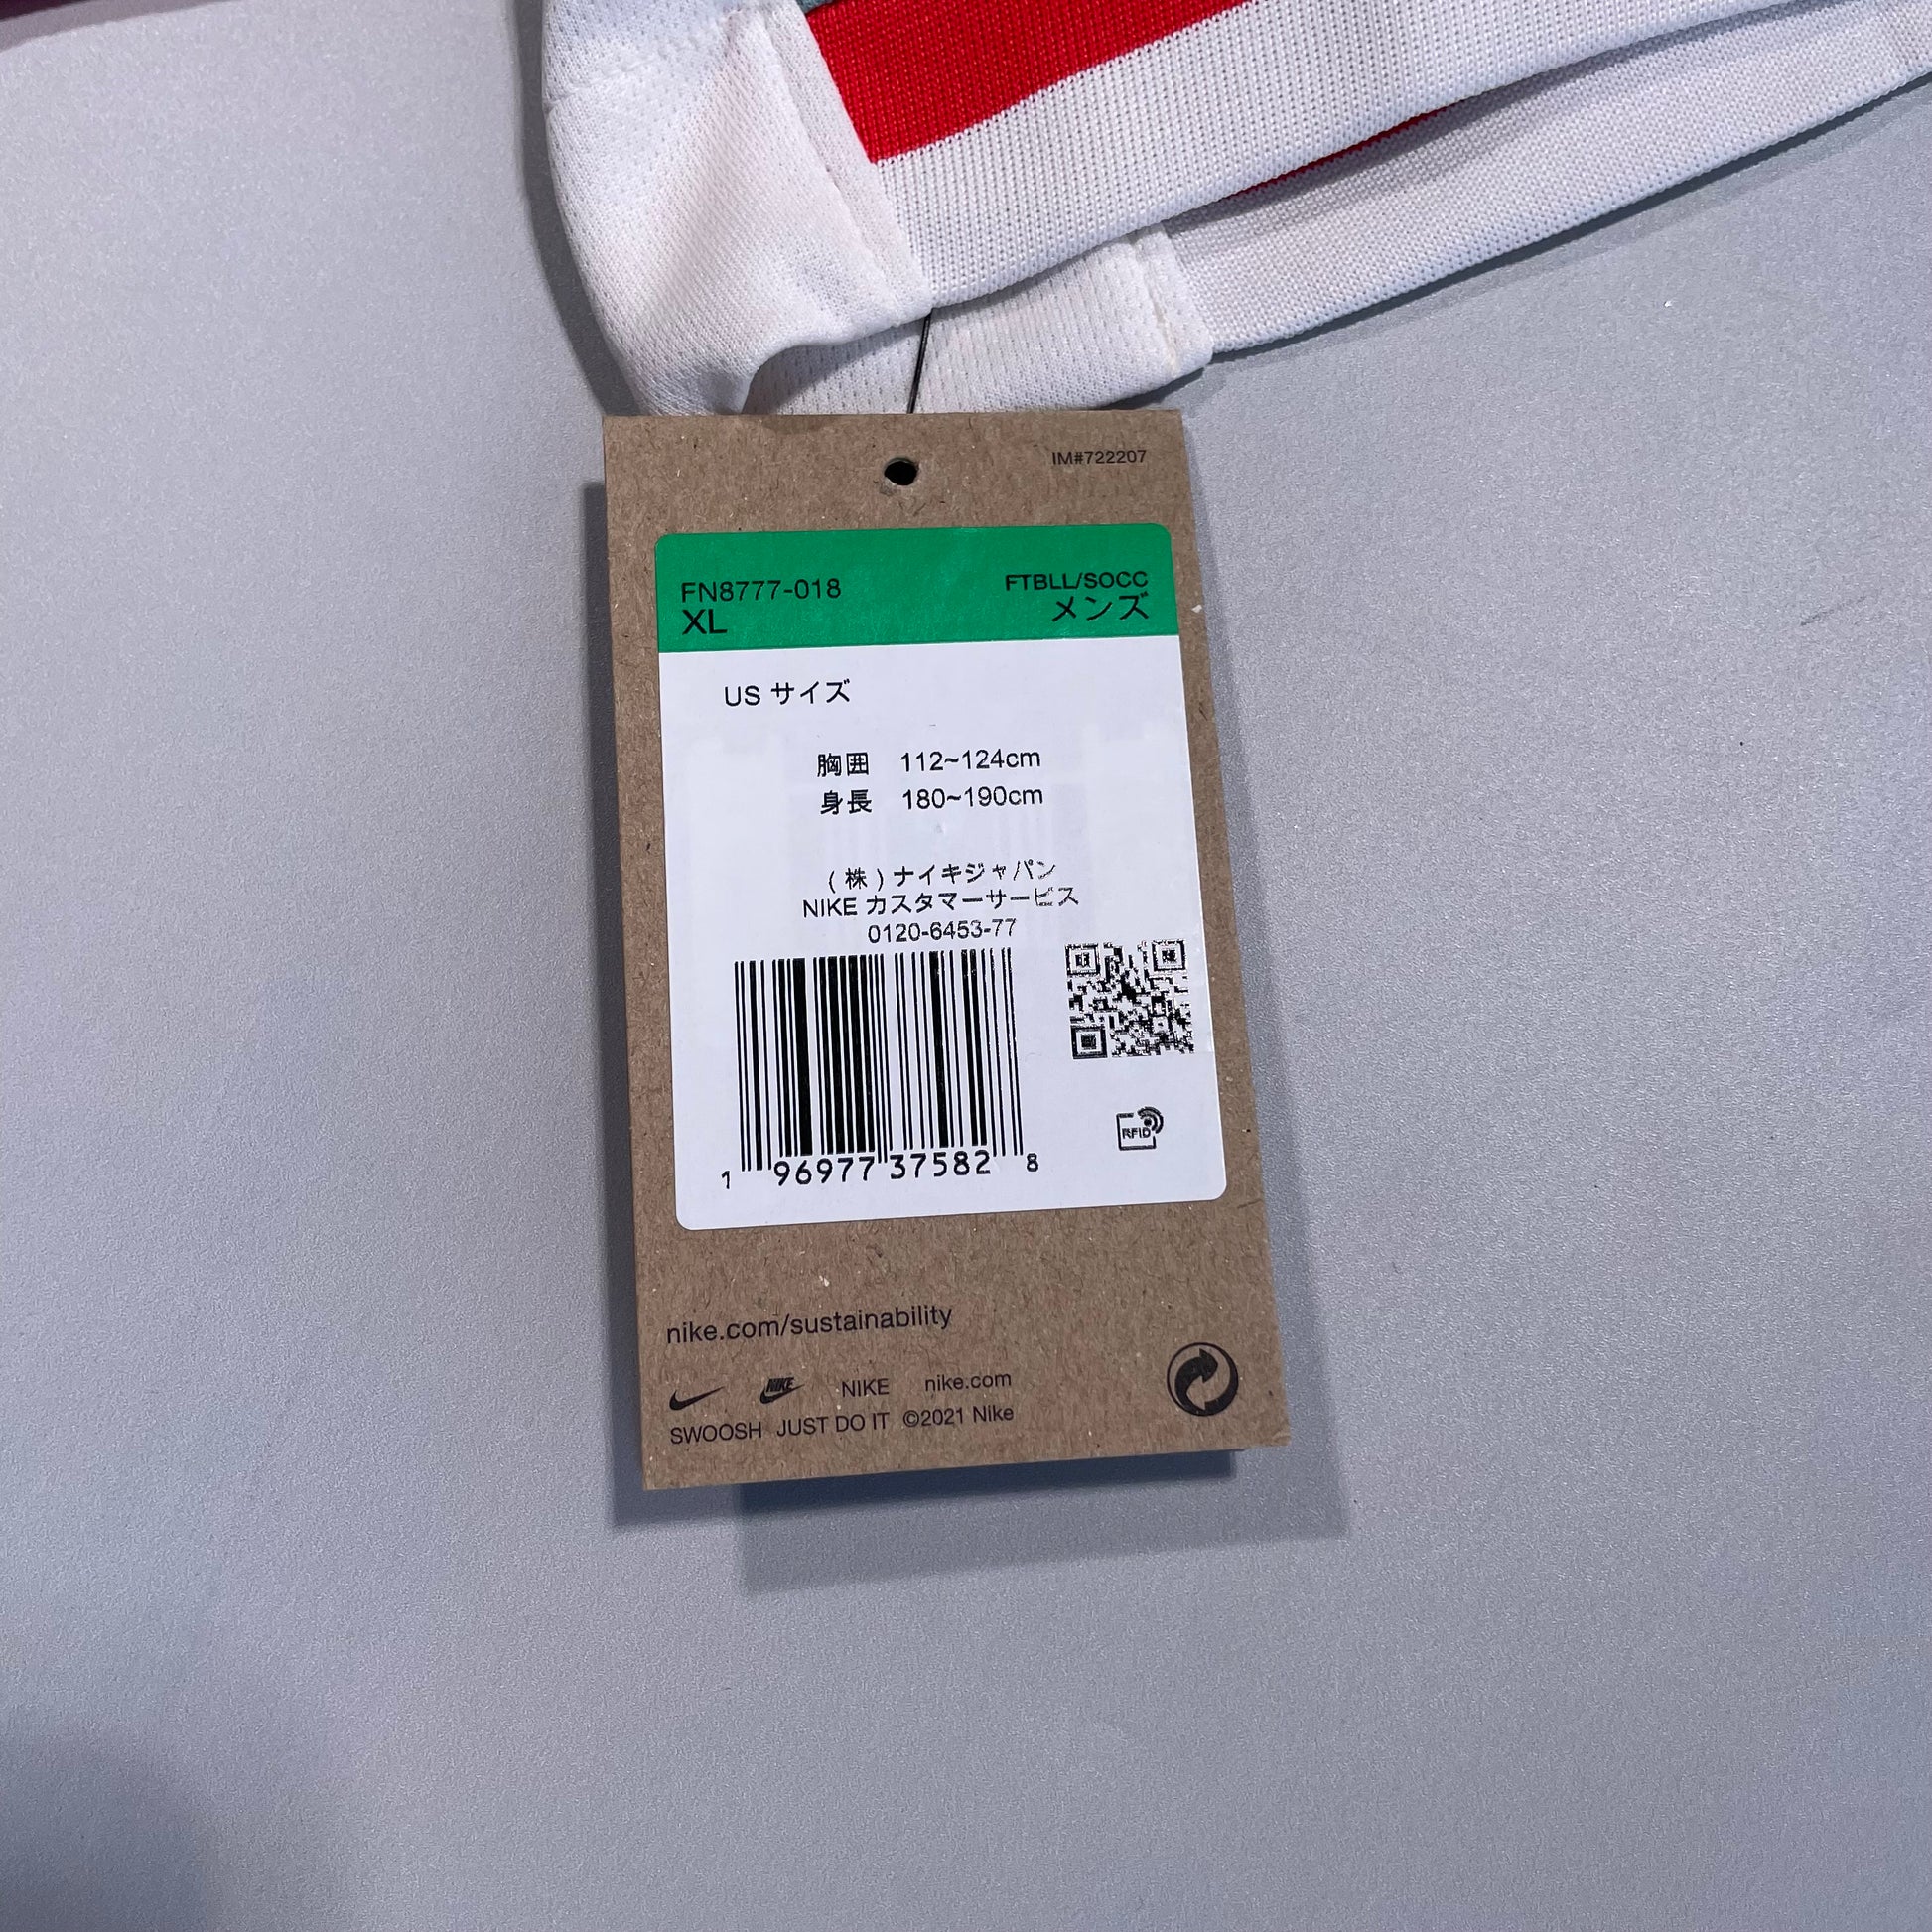 IM#722207
FN8777-018
FTBLL/SOCC
XL
メンズ
US サイズ
胸囲 112~124cm
身長 180~190cm
(株)ナイキジャパン
NIKE カスタマーサービス
0120-6453-77
1 96977 37582 8
RFID
nike.com/sustainability
NIKE NIKE nike.com
SWOOSH JUST DO IT ©2021 Nike